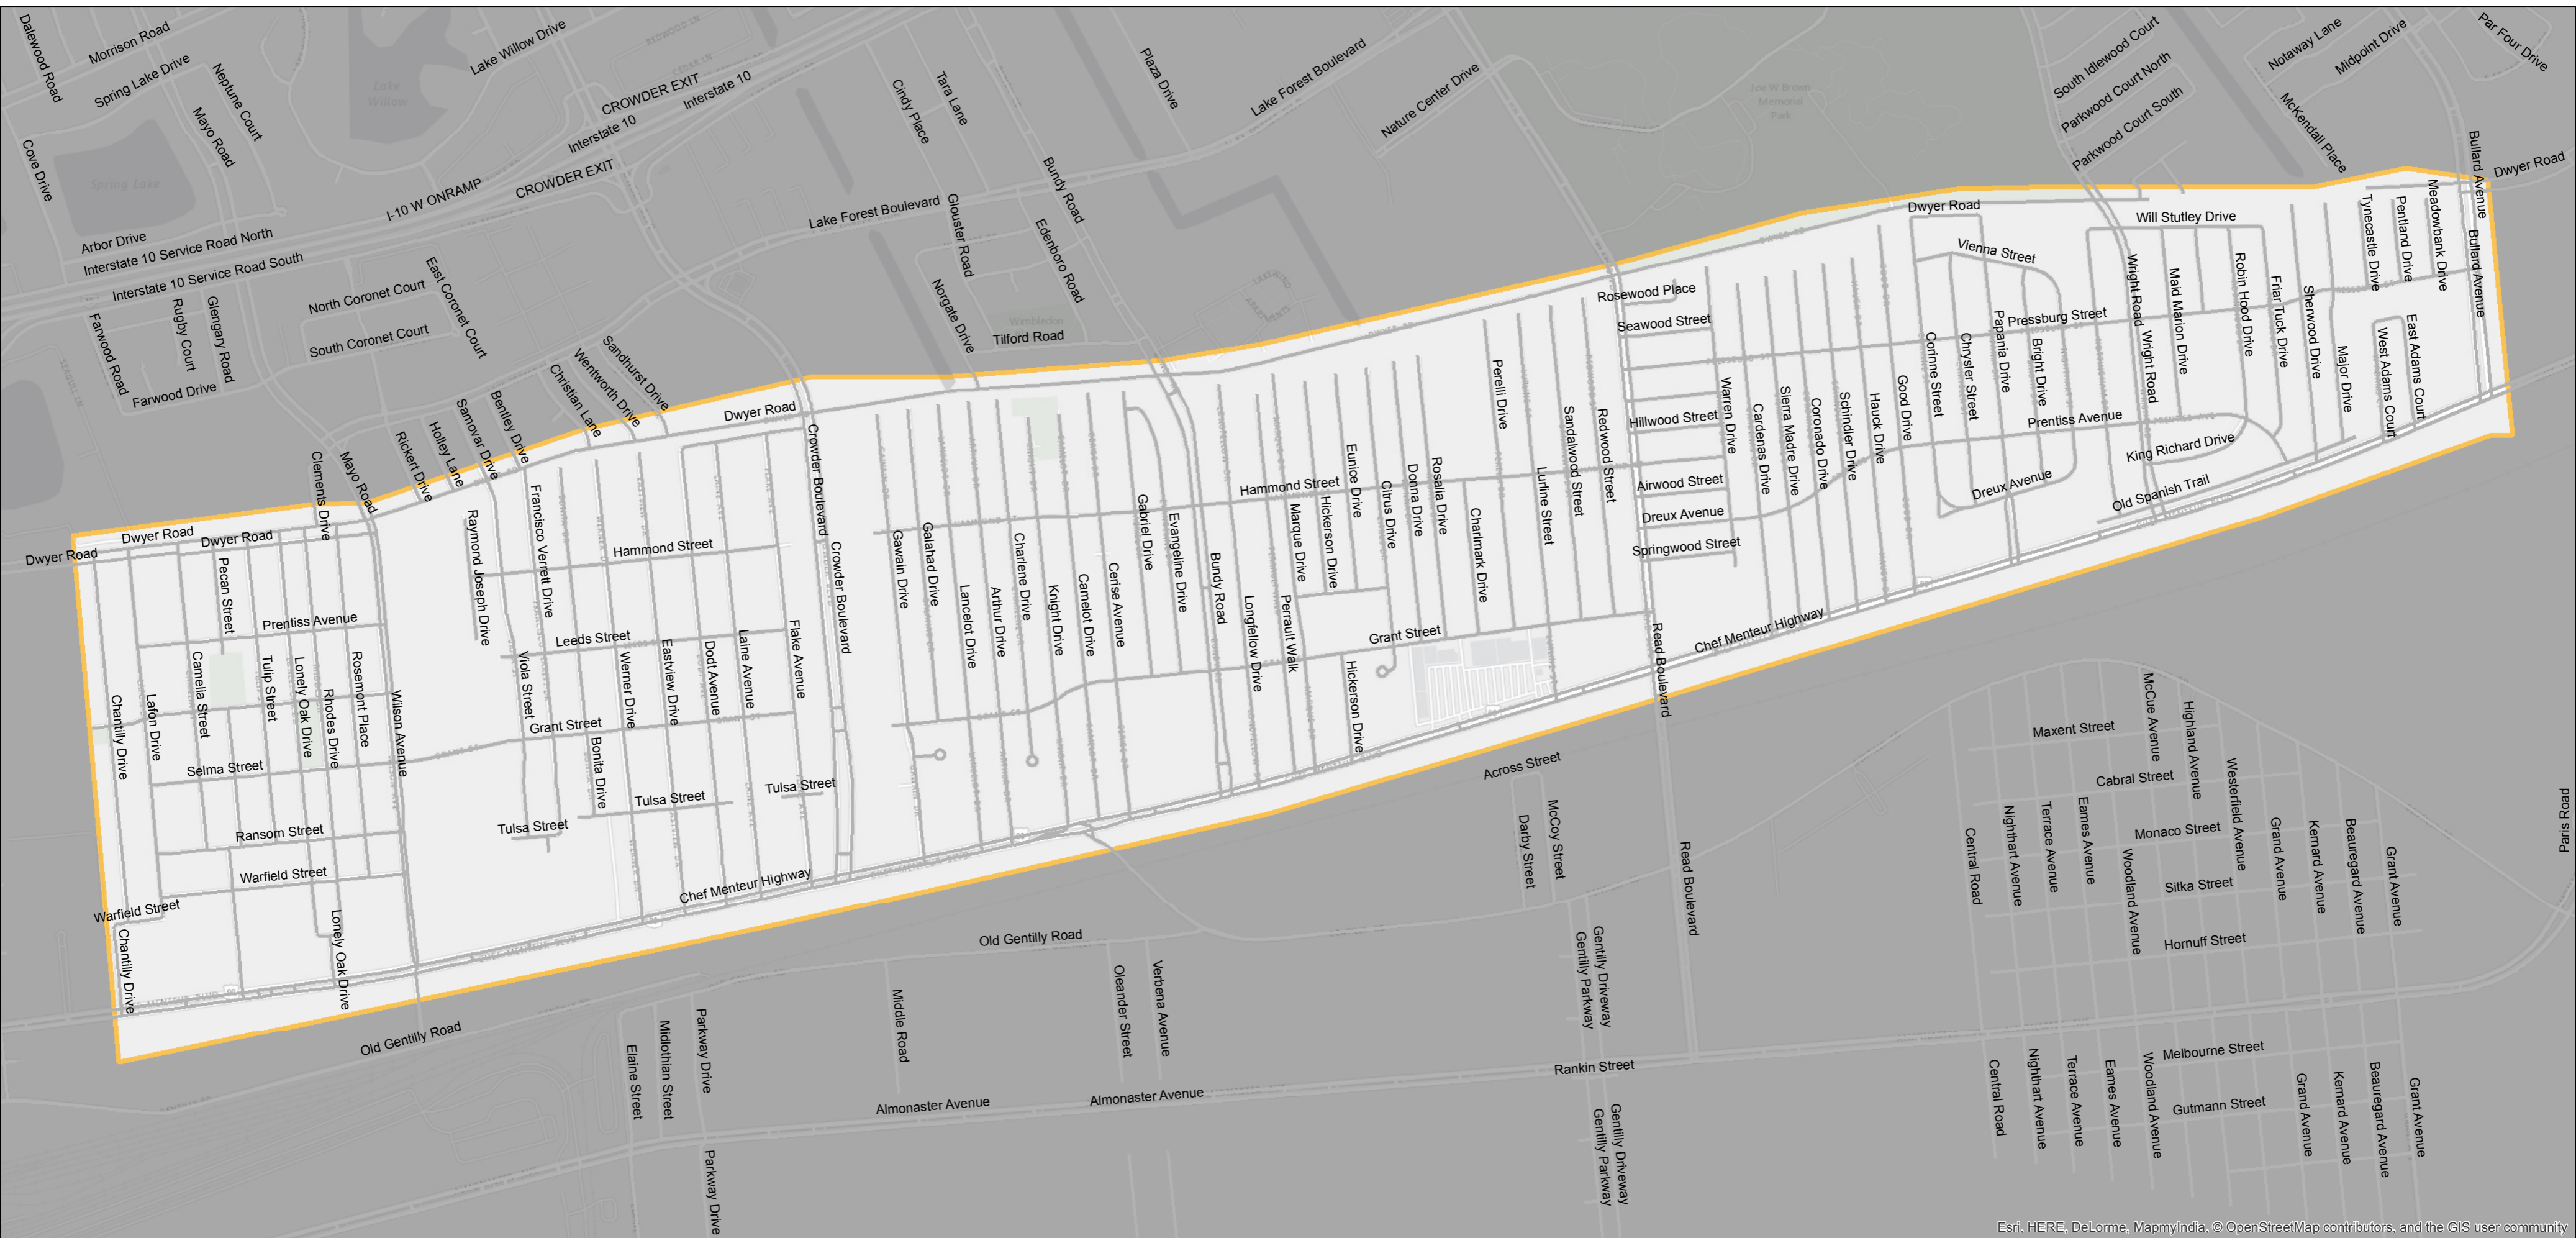 Dalewood Road
Morrison Road
Spring Lake Drive
Neptune Court
Mayo Road
Cove Drive
Spring Lake
Lake
Willow
Lake Willow Drive
REDWOOD LN
CROWDER EXIT
Interstate 10
Interstate 10
CROWDER EXIT
I-10 W ONRAMP
Arbor Drive
Interstate 10 Service Road North
Interstate 10 Service Road South
Farwood Road
Rugby Court
Glengary Road
Farwood Drive
North Coronet Court
South Coronet Court
East Coronet Court
Cindy Place
Tara Lane
Plaza Drive
Lake Forest Boulevard
Nature Center Drive
Bundy Road
Lake Forest Boulevard
Glouster Road
Edenboro Road
Norgate Drive
Wimbledon
Tilford Road
Joe W Brown
Memorial
Park
South Idlewood Court
Parkwood Court North
Parkwood Court South
Notaway Lane
Midpoint Drive
Par Four Drive
McKendall Place
Bullard Avenue
Dwyer Road
Clements Drive
Mayo Road
Rickert Drive
Holley Lane
Samovar Drive
Bentley Drive
Christian Lane
Wentworth Drive
Sandhurst Drive
Dwyer Road
Dwyer Road
Dwyer Road
Dwyer Road
Pecan Street
Prentiss Avenue
Camelia Street
Tulip Street
Lonely Oak Drive
Rhodes Drive
Rosemont Place
Wilson Avenue
Chantilly Drive
Lafon Drive
Selma Street
Ransom Street
Warfield Street
Warfield Street
Chantilly Drive
Lonely Oak Drive
Raymond Joseph Drive
Francisco Verrett Drive
Hammond Street
Leeds Street
Viola Street
Grant Street
Werner Drive
Eastview Drive
Dodt Avenue
Laine Avenue
Flake Avenue
Bonita Drive
Tulsa Street
Tulsa Street
Tulsa Street
Chef Menteur Highway
Crowder Boulevard
Crowder Boulevard
Gawain Drive
Galahad Drive
Lancelot Drive
Arthur Drive
Charlene Drive
Knight Drive
Camelot Drive
Cerise Avenue
Gabriel Drive
Evangeline Drive
Bundy Road
Longfellow Drive
Perrault Walk
Hammond Street
Marque Drive
Hickerson Drive
Eunice Drive
Citrus Drive
Donna Drive
Rosalia Drive
Grant Street
Hickerson Drive
Charlmark Drive
Perelli Drive
Lurline Street
Sandalwood Street
Redwood Street
Rosewood Place
Seawood Street
Hillwood Street
Airwood Street
Dreux Avenue
Springwood Street
Read Boulevard
Chef Menteur Highway
Warren Drive
Cardenas Drive
Sierra Madre Drive
Coronado Drive
Schindler Drive
Hauck Drive
Good Drive
Dwyer Road
Vienna Street
Corinne Street
Chrysler Street
Papania Drive
Bright Drive
Pressburg Street
Prentiss Avenue
Dreux Avenue
Will Stutley Drive
Wright Road
Wright Road
Maid Marion Drive
Robin Hood Drive
Friar Tuck Drive
Sherwood Drive
Major Drive
King Richard Drive
Old Spanish Trail
Tynecastle Drive
Pentland Drive
Meadowbank Drive
Bullard Avenue
West Adams Court
East Adams Court
Old Gentilly Road
Old Gentilly Road
Elaine Street
Midlothian Street
Parkway Drive
Parkway Drive
Middle Road
Oleander Street
Verbena Avenue
Almonaster Avenue
Almonaster Avenue
Across Street
Darby Street
McCoy Street
Gentilly Driveway
Gentilly Parkway
Rankin Street
Gentilly Driveway
Gentilly Parkway
Read Boulevard
Maxent Street
McCue Avenue
Highland Avenue
Cabral Street
Westerfield Avenue
Central Road
Nighthart Avenue
Terrace Avenue
Eames Avenue
Monaco Street
Woodland Avenue
Sitka Street
Hornuff Street
Grand Avenue
Kernard Avenue
Beauregard Avenue
Grant Avenue
Paris Road
Central Road
Nighthart Avenue
Terrace Avenue
Eames Avenue
Woodland Avenue
Melbourne Street
Gutmann Street
Grand Avenue
Kernard Avenue
Beauregard Avenue
Grant Avenue
Esri, HERE, DeLorme, MapmyIndia, © OpenStreetMap contributors, and the GIS user community